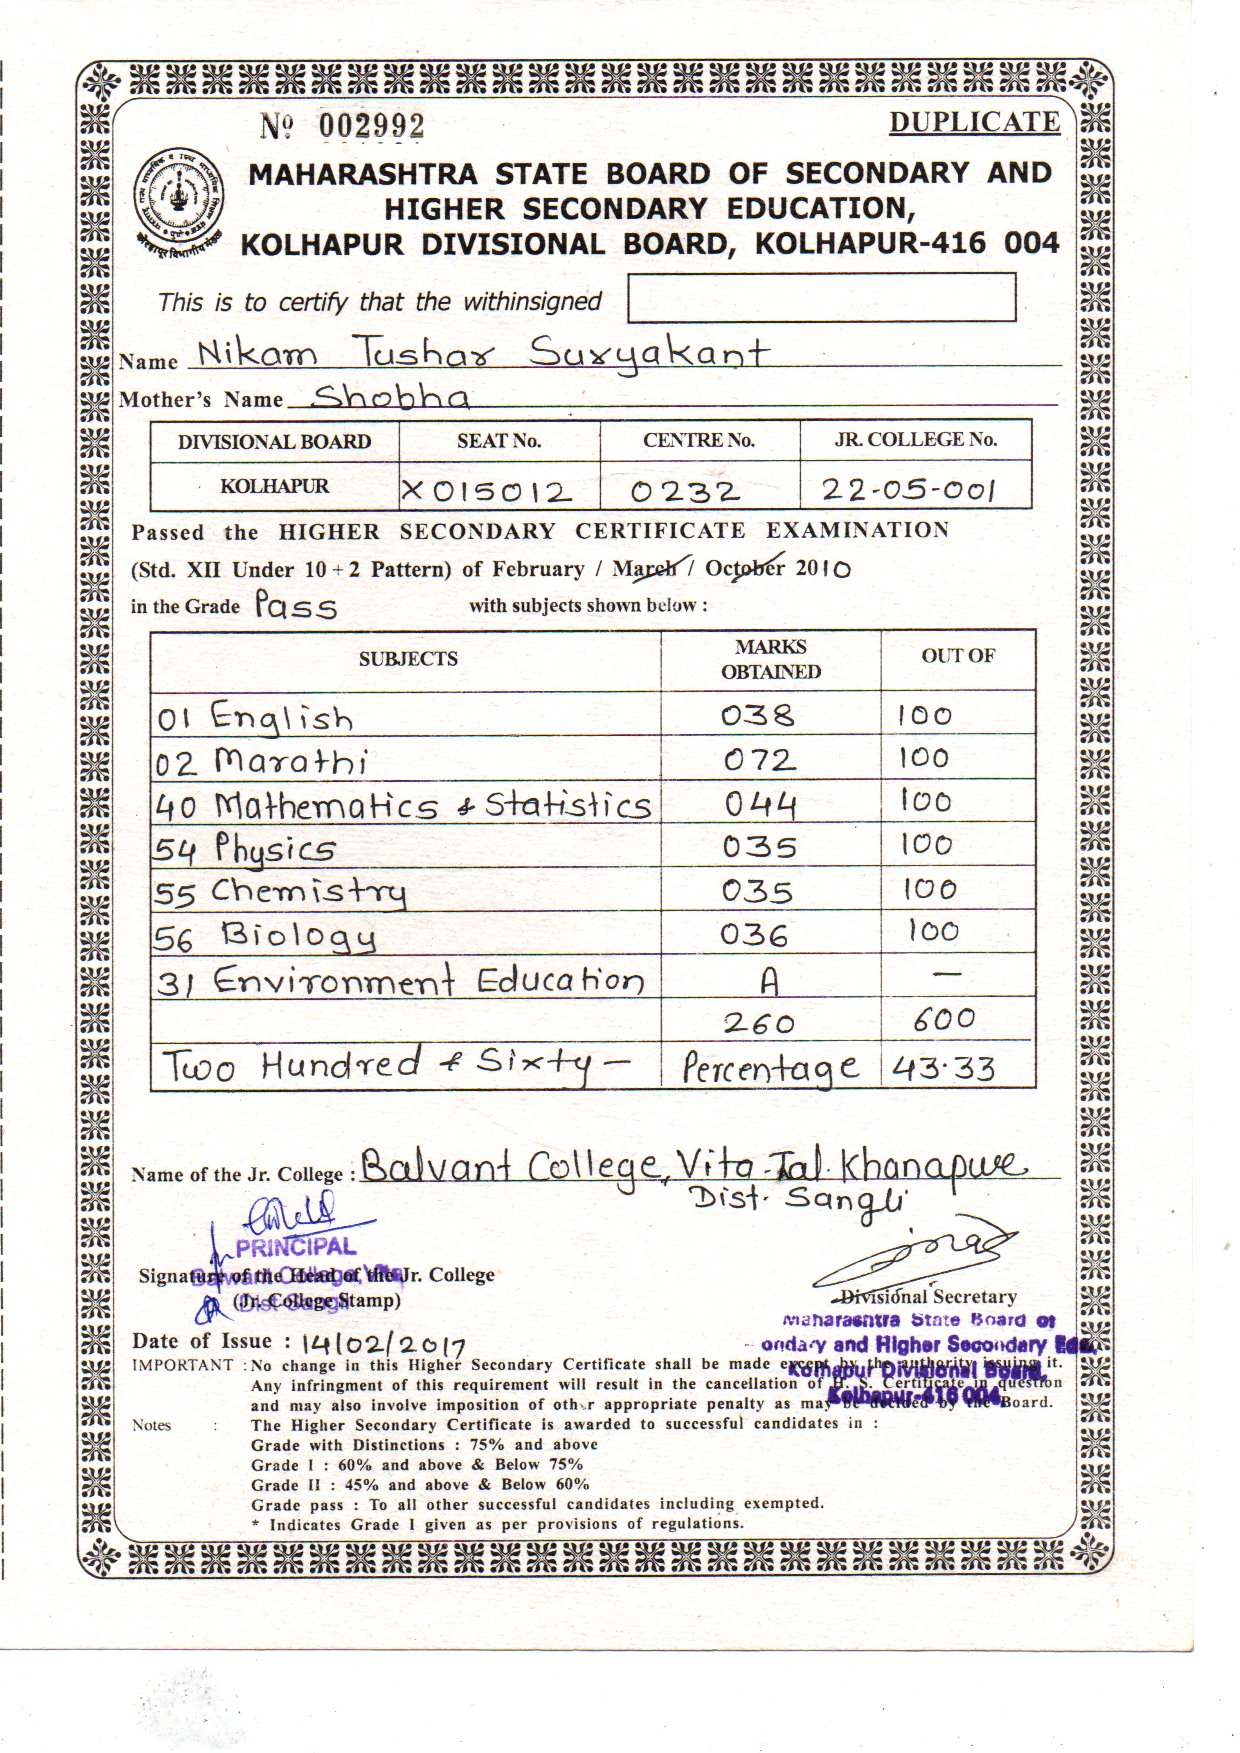 Nº 002992
DUPLICATE
MAHARASHTRA STATE BOARD OF SECONDARY AND
HIGHER SECONDARY EDUCATION,
KOLHAPUR DIVISIONAL BOARD, KOLHAPUR-416 004
This is to certify that the withinsigned
Name Nikam Tushar Suryakant
Mother's Name Shobha
DIVISIONAL BOARD SEAT No. CENTRE No. JR. COLLEGE No.
KOLHAPUR X015012 0232 22-05-001
Passed the HIGHER SECONDARY CERTIFICATE EXAMINATION
(Std. XII Under 10+2 Pattern) of February / March / October 2010
in the Grade Pass with subjects shown below :
SUBJECTS MARKS OBTAINED OUT OF
01 English 038 100
02 Marathi 072 100
40 Mathematics & Statistics 044 100
54 Physics 035 100
55 Chemistry 035 100
56 Biology 036 100
31 Environment Education A —
260 600
Two Hundred & Sixty — Percentage 43.33
Name of the Jr. College : Balvant College, Vita Tal. Khanapur
Dist. Sangli
PRINCIPAL
Balwant College, Vita
Signature of the Head of the Jr. College
Dist Sangli
(Jr. College Stamp)
Divisional Secretary
Maharashtra State Board of
ondary and Higher Secondary Edu.
Kolhapur Divisional Board,
Kolhapur-416 004.
Date of Issue : 14/02/2017
IMPORTANT : No change in this Higher Secondary Certificate shall be made except by the authority issuing it.
Any infringment of this requirement will result in the cancellation of H. S. Certificate in question
and may also involve imposition of other appropriate penalty as may be decided by the Board.
Notes : The Higher Secondary Certificate is awarded to successful candidates in :
Grade with Distinctions : 75% and above
Grade I : 60% and above & Below 75%
Grade II : 45% and above & Below 60%
Grade pass : To all other successful candidates including exempted.
* Indicates Grade I given as per provisions of regulations.